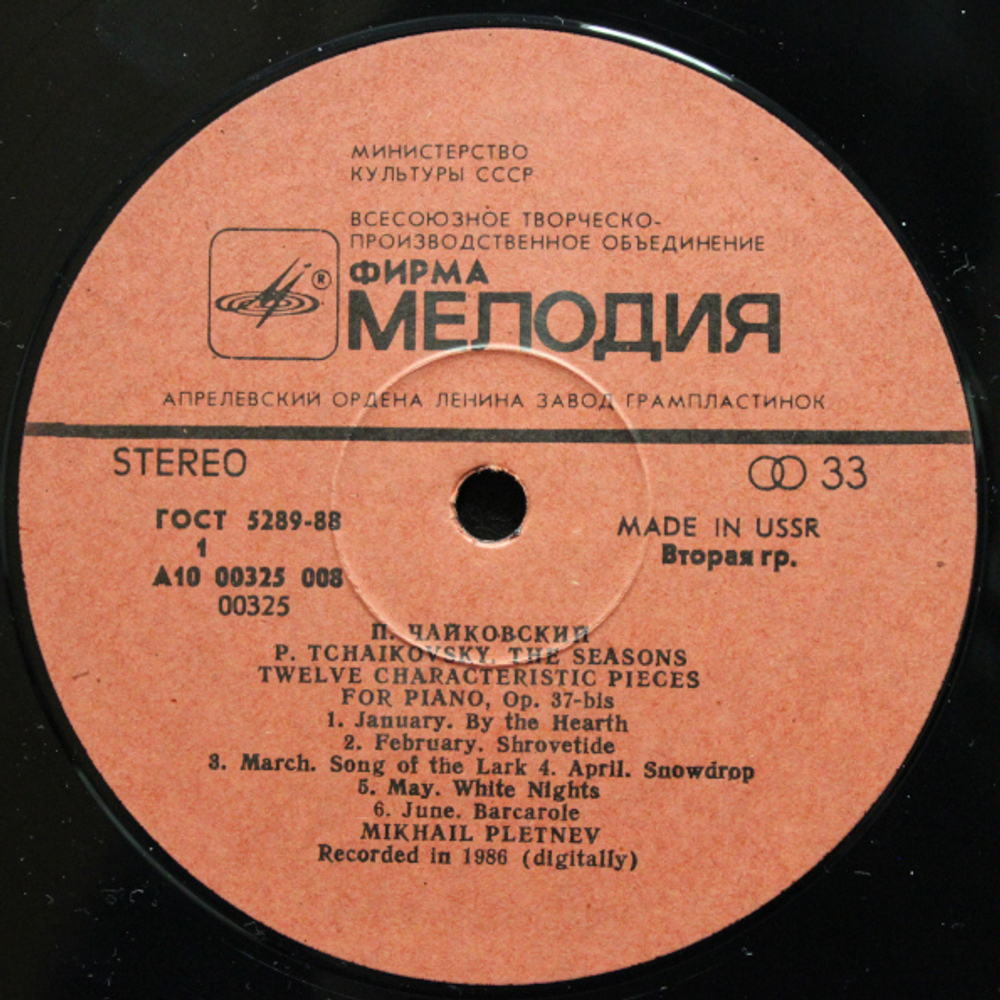 МИНИСТЕРСТВО
КУЛЬТУРЫ СССР
ВСЕСОЮЗНОЕ ТВОРЧЕСКО-
ПРОИЗВОДСТВЕННОЕ ОБЪЕДИНЕНИЕ
®
ФИРМА
МЕЛОДИЯ
АПРЕЛЕВСКИЙ ОРДЕНА ЛЕНИНА ЗАВОД ГРАМПЛАСТИНОК
STEREO
33
ГОСТ 5289-88
1
А10 00325 008
00325
MADE IN USSR
Вторая гр.
П. ЧАЙКОВСКИЙ
P. TCHAIKOVSKY. THE SEASONS
TWELVE CHARACTERISTIC PIECES
FOR PIANO, Op. 37-bis
1. January. By the Hearth
2. February. Shrovetide
3. March. Song of the Lark 4. April. Snowdrop
5. May. White Nights
6. June. Barcarole
MIKHAIL PLETNEV
Recorded in 1986 (digitally)